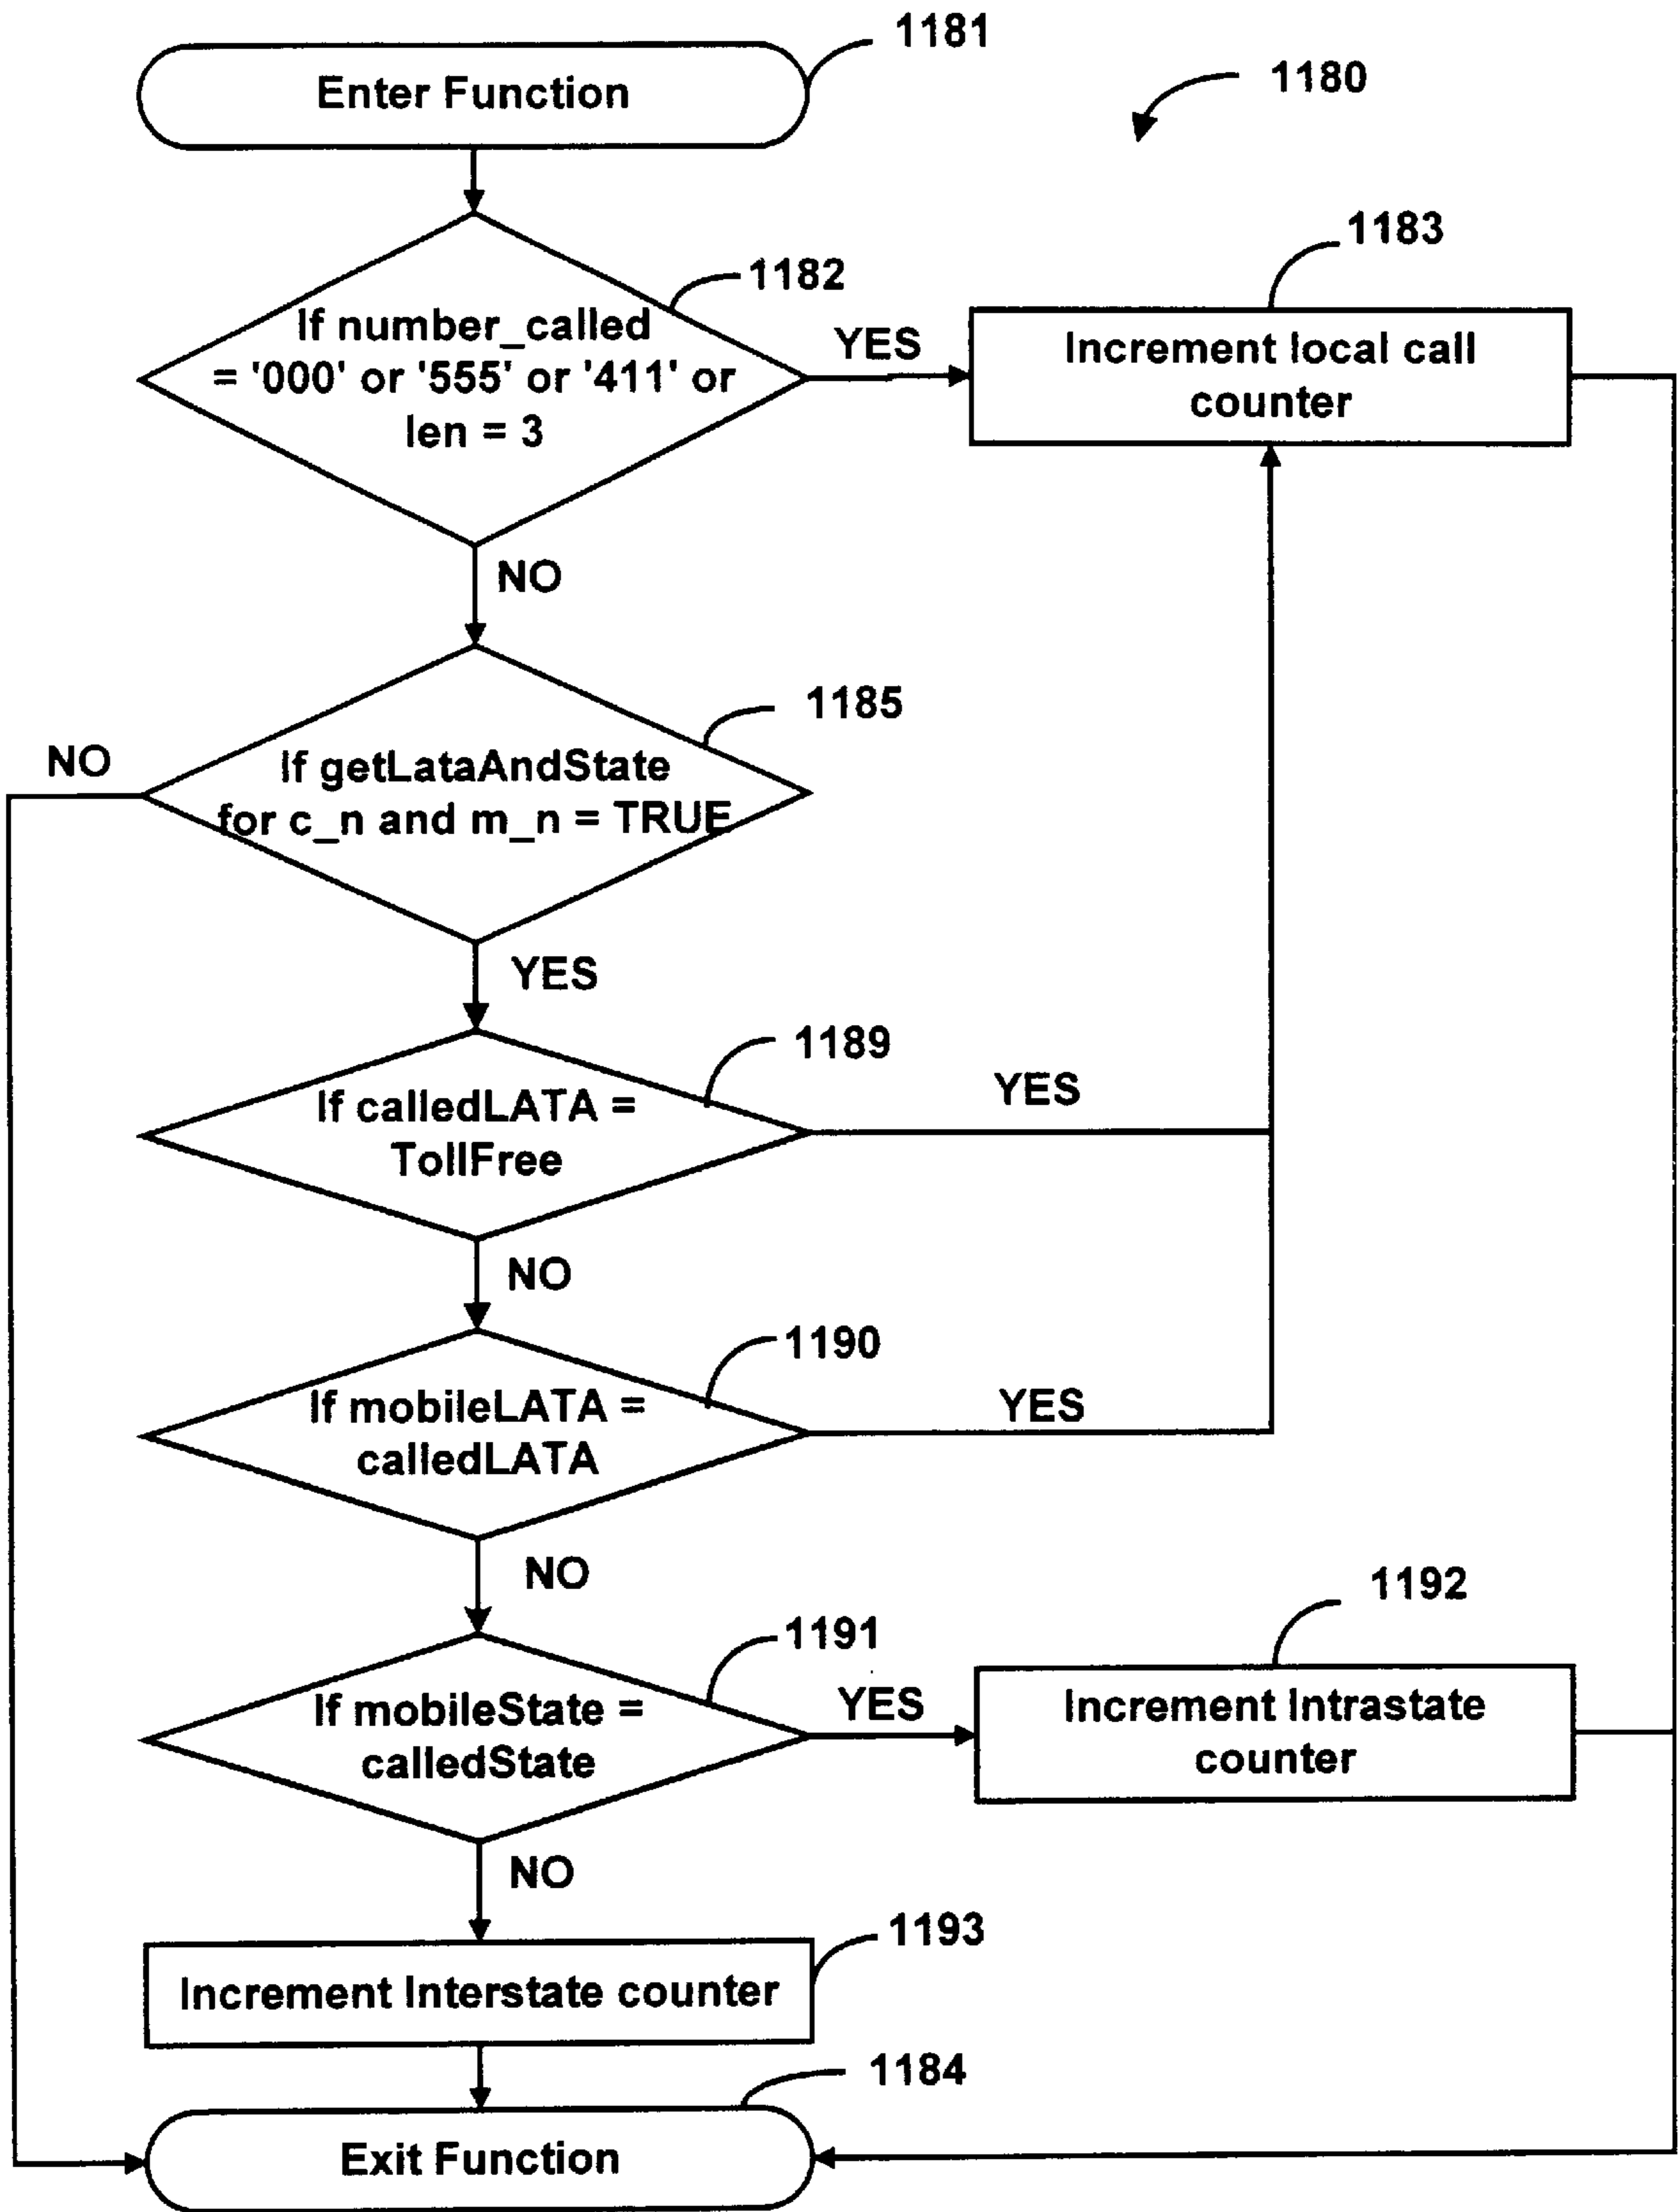 1181
Enter Function
1180
1183
1182
If number_called
= '000' or '555' or '411' or
len = 3
YES
Increment local call
counter
NO
1185
NO
If getLataAndState
for c_n and m_n = TRUE
YES
1189
If calledLATA =
TollFree
YES
NO
1190
If mobileLATA =
calledLATA
YES
NO
1192
1191
If mobileState =
calledState
YES
Increment Intrastate
counter
NO
1193
Increment Interstate counter
1184
Exit Function